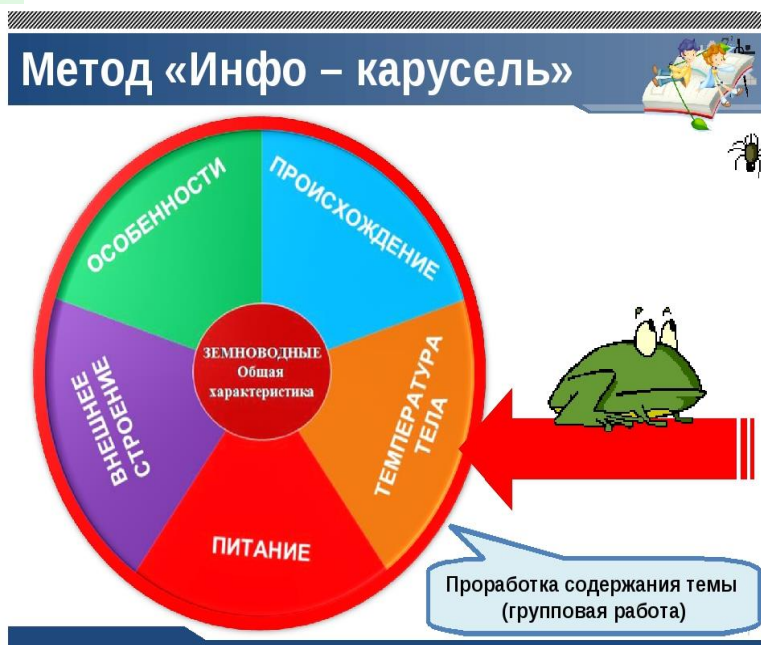 Метод «Инфо – карусель»
ОСОБЕННОСТИ
ПРОИСХОЖДЕНИЕ
ЗЕМНОВОДНЫЕ
Общая
характеристика
ВНЕШНЕЕ
СТРОЕНИЕ
ТЕМПЕРАТУРА
ТЕЛА
ПИТАНИЕ
Проработка содержания темы
(групповая работа)